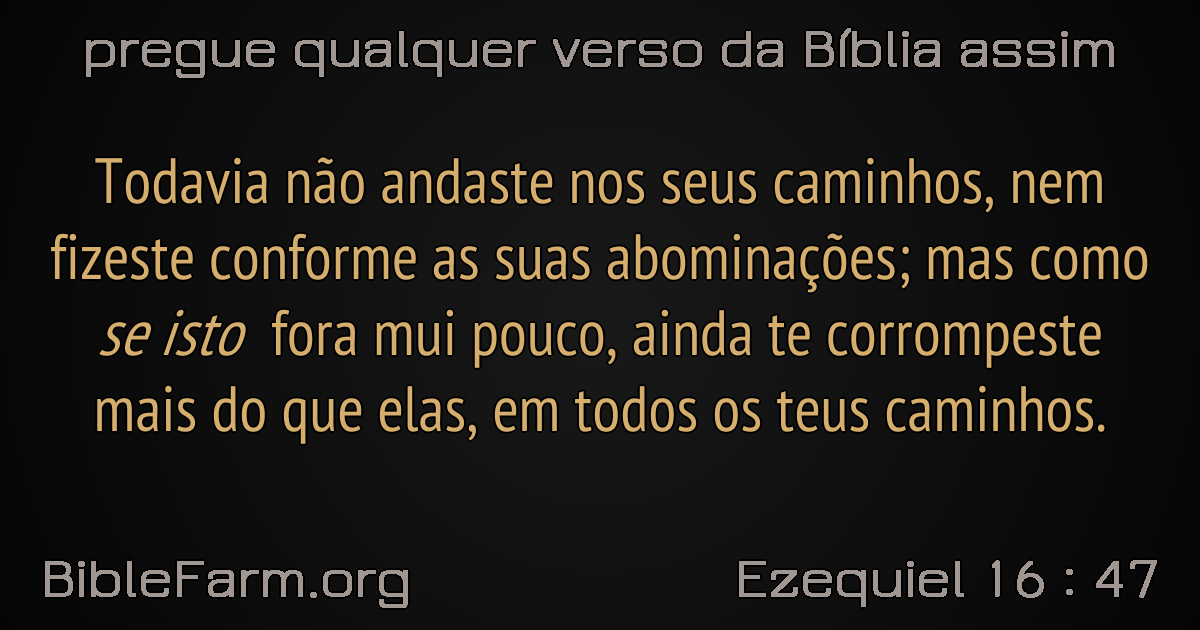 pregue qualquer verso da Bíblia assim
Todavia não andaste nos seus caminhos, nem
fizeste conforme as suas abominações; mas como
se isto fora mui pouco, ainda te corrompeste
mais do que elas, em todos os teus caminhos.
BibleFarm.org
Ezequiel 16 : 47